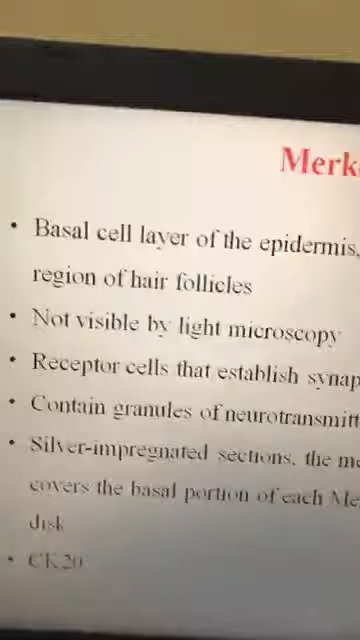 Merk
• Basal cell layer of the epidermis,
region of hair follicles
• Not visible by light microscopy
• Receptor cells that establish synap
• Contain granules of neurotransmitt
• Silver-impregnated sections, the me
covers the basal portion of each Me
disk
• CK20